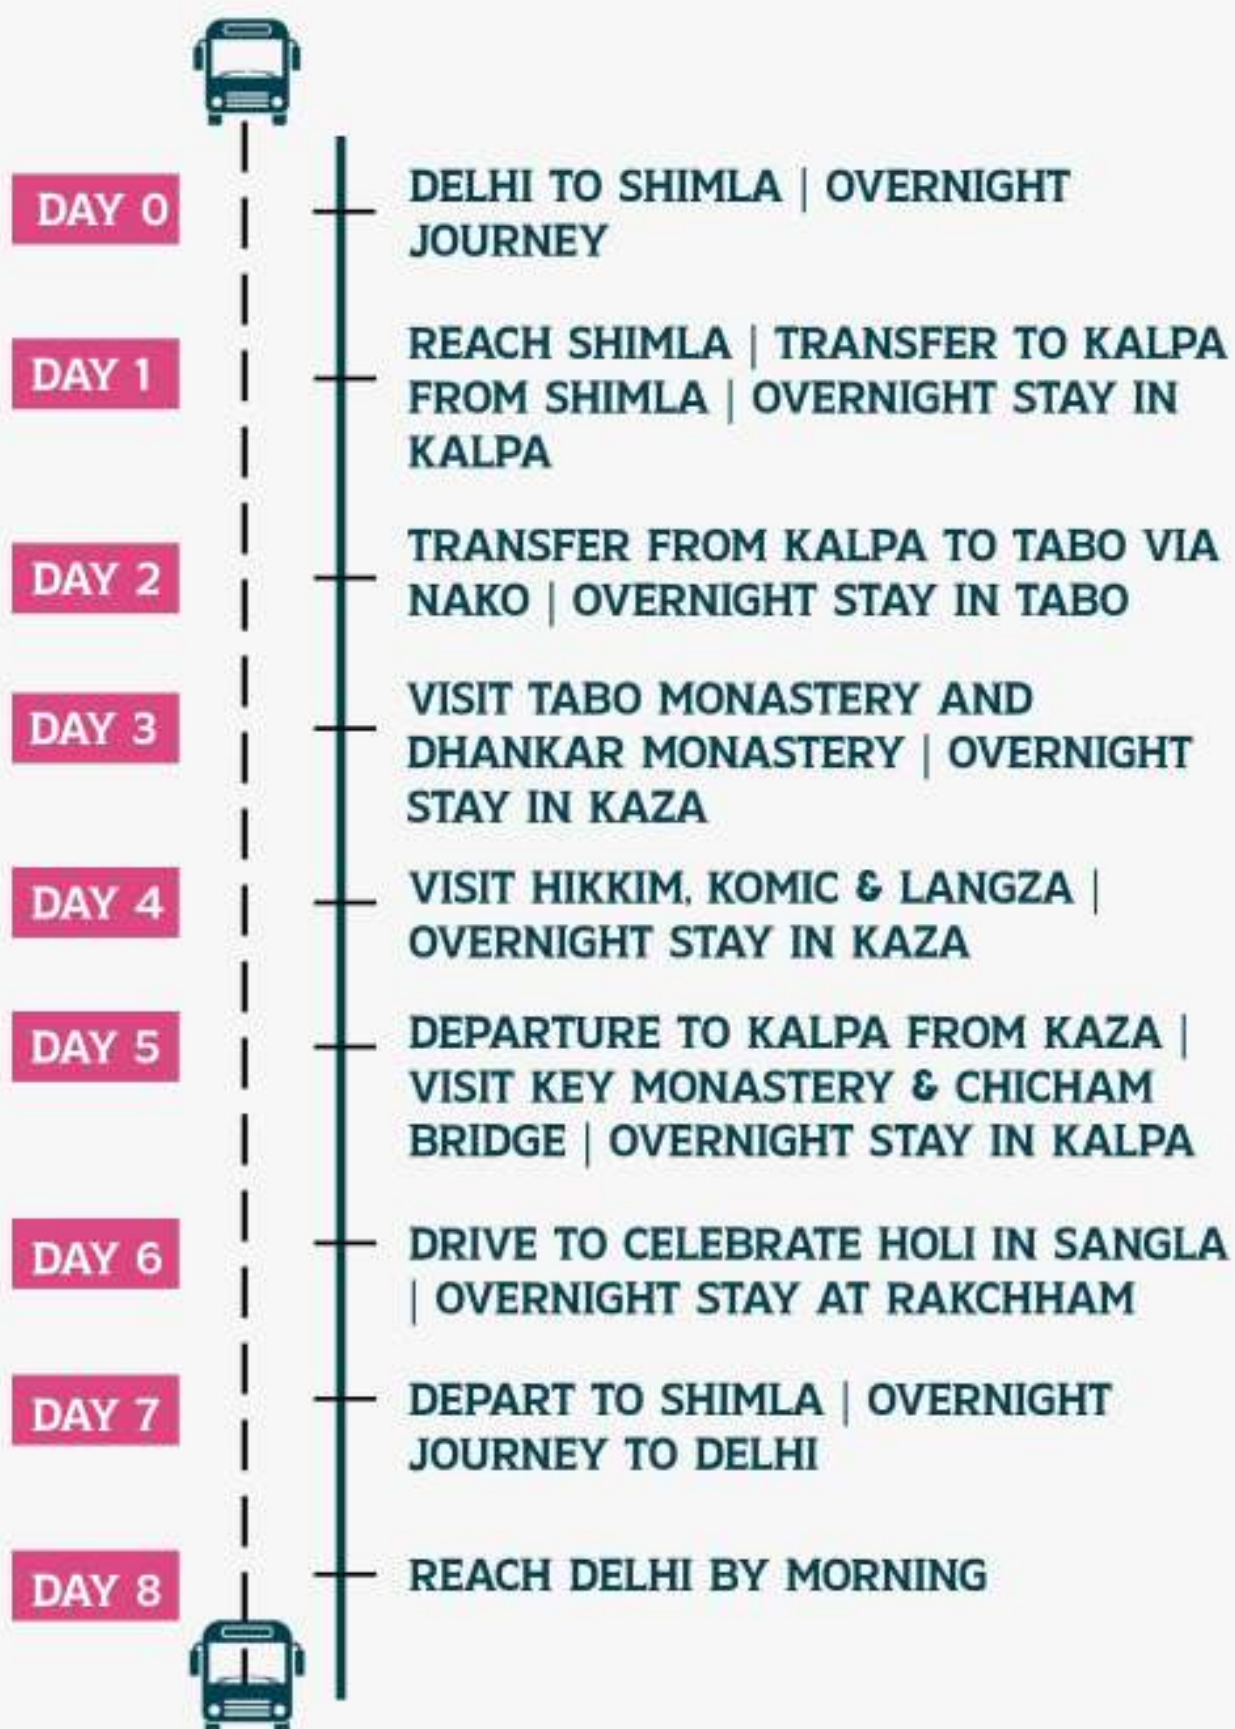 DAY 0
DELHI TO SHIMLA | OVERNIGHT
JOURNEY
DAY 1
REACH SHIMLA | TRANSFER TO KALPA
FROM SHIMLA | OVERNIGHT STAY IN
KALPA
DAY 2
TRANSFER FROM KALPA TO TABO VIA
NAKO | OVERNIGHT STAY IN TABO
DAY 3
VISIT TABO MONASTERY AND
DHANKAR MONASTERY | OVERNIGHT
STAY IN KAZA
DAY 4
VISIT HIKKIM, KOMIC & LANGZA |
OVERNIGHT STAY IN KAZA
DAY 5
DEPARTURE TO KALPA FROM KAZA |
VISIT KEY MONASTERY & CHICHAM
BRIDGE | OVERNIGHT STAY IN KALPA
DAY 6
DRIVE TO CELEBRATE HOLI IN SANGLA
| OVERNIGHT STAY AT RAKCHHAM
DAY 7
DEPART TO SHIMLA | OVERNIGHT
JOURNEY TO DELHI
DAY 8
REACH DELHI BY MORNING